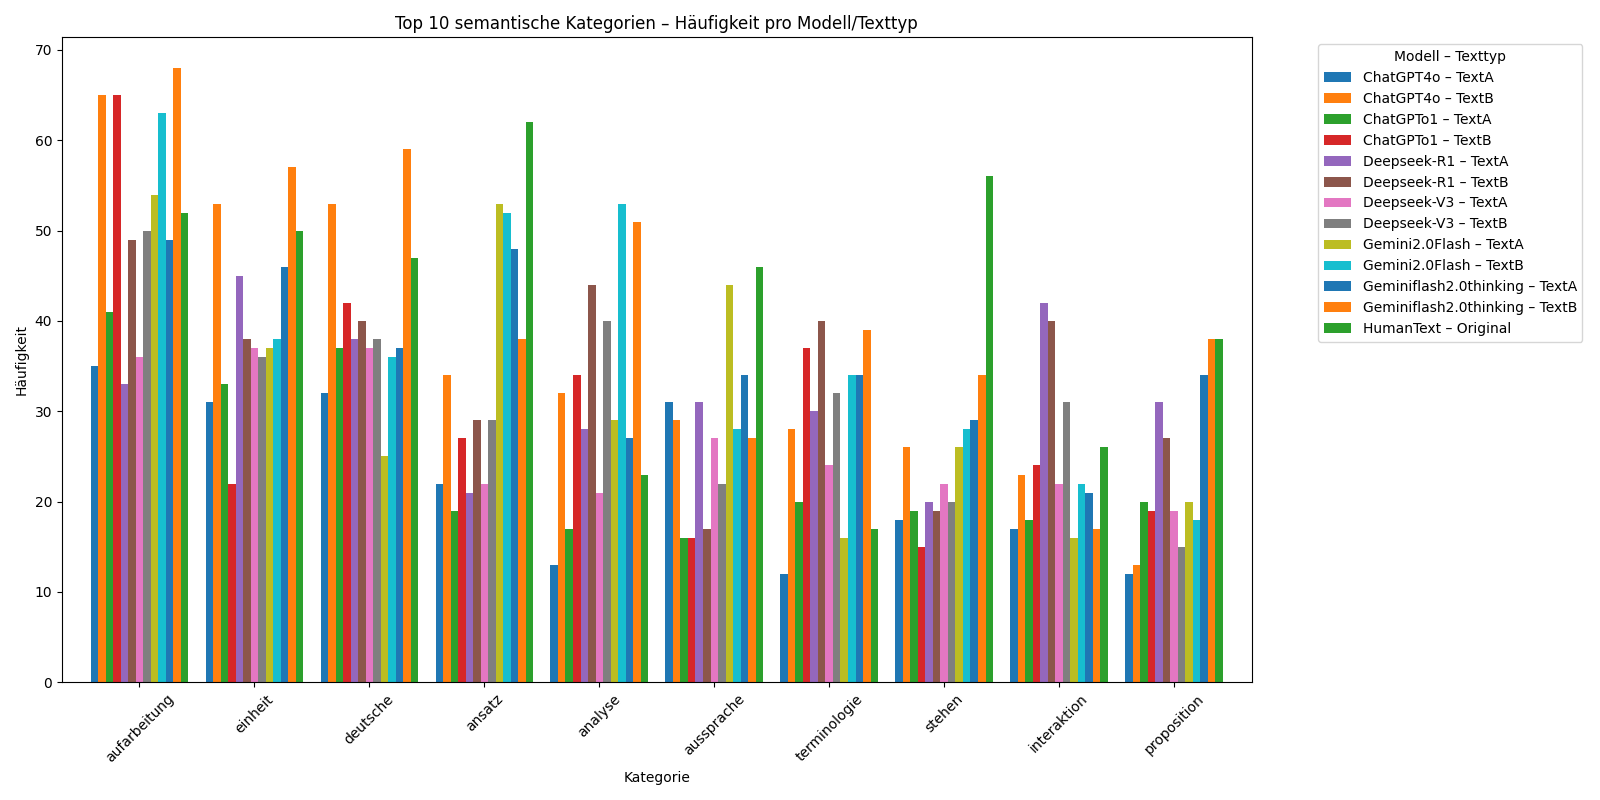 Top 10 semantische Kategorien – Häufigkeit pro Modell/Texttyp
Häufigkeit
70
60
50
40
30
20
10
0
aufarbeitung
einheit
deutsche
ansatz
analyse
aussprache
terminologie
stehen
interaktion
proposition
Kategorie
Modell – Texttyp
ChatGPT4o – TextA
ChatGPT4o – TextB
ChatGPTo1 – TextA
ChatGPTo1 – TextB
Deepseek-R1 – TextA
Deepseek-R1 – TextB
Deepseek-V3 – TextA
Deepseek-V3 – TextB
Gemini2.0Flash – TextA
Gemini2.0Flash – TextB
Geminiflash2.0thinking – TextA
Geminiflash2.0thinking – TextB
HumanText – Original